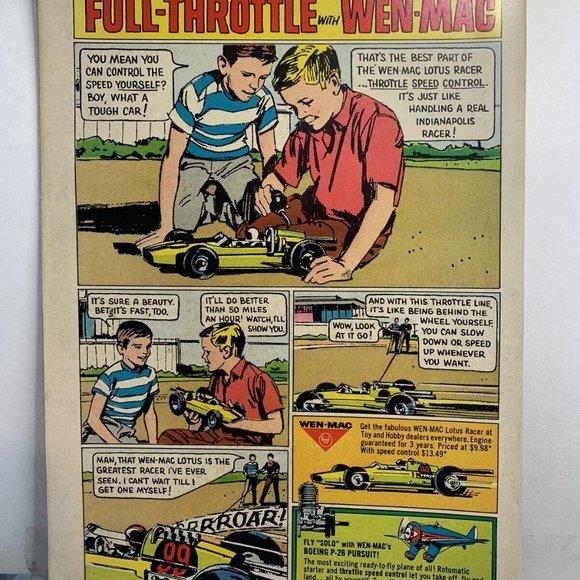 FULL-THROTTLE WITH WEN-MAC
YOU MEAN YOU
CAN CONTROL THE
SPEED YOURSELF?
BOY, WHAT A
TOUGH CAR!
THAT'S THE BEST PART OF
THE WEN-MAC LOTUS RACER
...THROTTLE SPEED CONTROL.
IT'S JUST LIKE
HANDLING A REAL
INDIANAPOLIS
RACER!
IT'S SURE A BEAUTY.
BET IT'S FAST, TOO.
IT'LL DO BETTER
THAN 50 MILES
AN HOUR! WATCH, I'LL
SHOW YOU.
WOW, LOOK
AT IT GO!
AND WITH THIS THROTTLE LINE,
IT'S LIKE BEING BEHIND THE
WHEEL YOURSELF.
YOU CAN SLOW
DOWN OR SPEED
UP WHENEVER
YOU WANT.
WEN-MAC
Get the fabulous WEN-MAC Lotus Racer at
Toy and Hobby dealers everywhere. Engine
guaranteed for 3 years. Priced at $9.98*
With speed control $13.49*
MAN, THAT WEN-MAC LOTUS IS THE
GREATEST RACER I'VE EVER
SEEN. I CAN'T WAIT TILL I
GET ONE MYSELF!
RRROAR!
99
FLY "SOLO" with WEN-MAC's
BOEING P-26 PURSUIT!
The most exciting ready-to-fly plane of all! Rotomatic
starter and throttle speed control let you take off, fly and